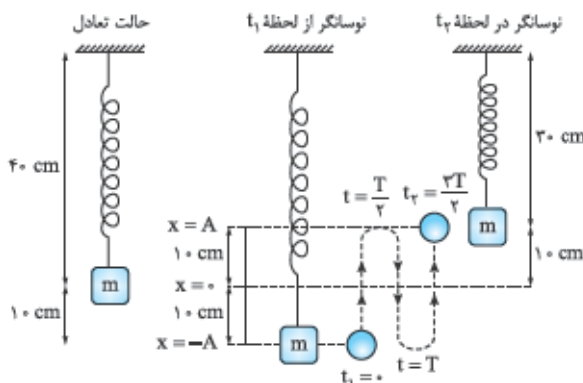 حالت تعادل
نوسانگر از لحظهٔ t₁
نوسانگر در لحظهٔ t₂
۴۰ cm
۱۰ cm
m
x = A
۱۰ cm
x = ۰
۱۰ cm
x = −A
m
t = T/۲
t₂ = ۳T/۲
t₁ = ۰
t = T
m
۳۰ cm
۱۰ cm